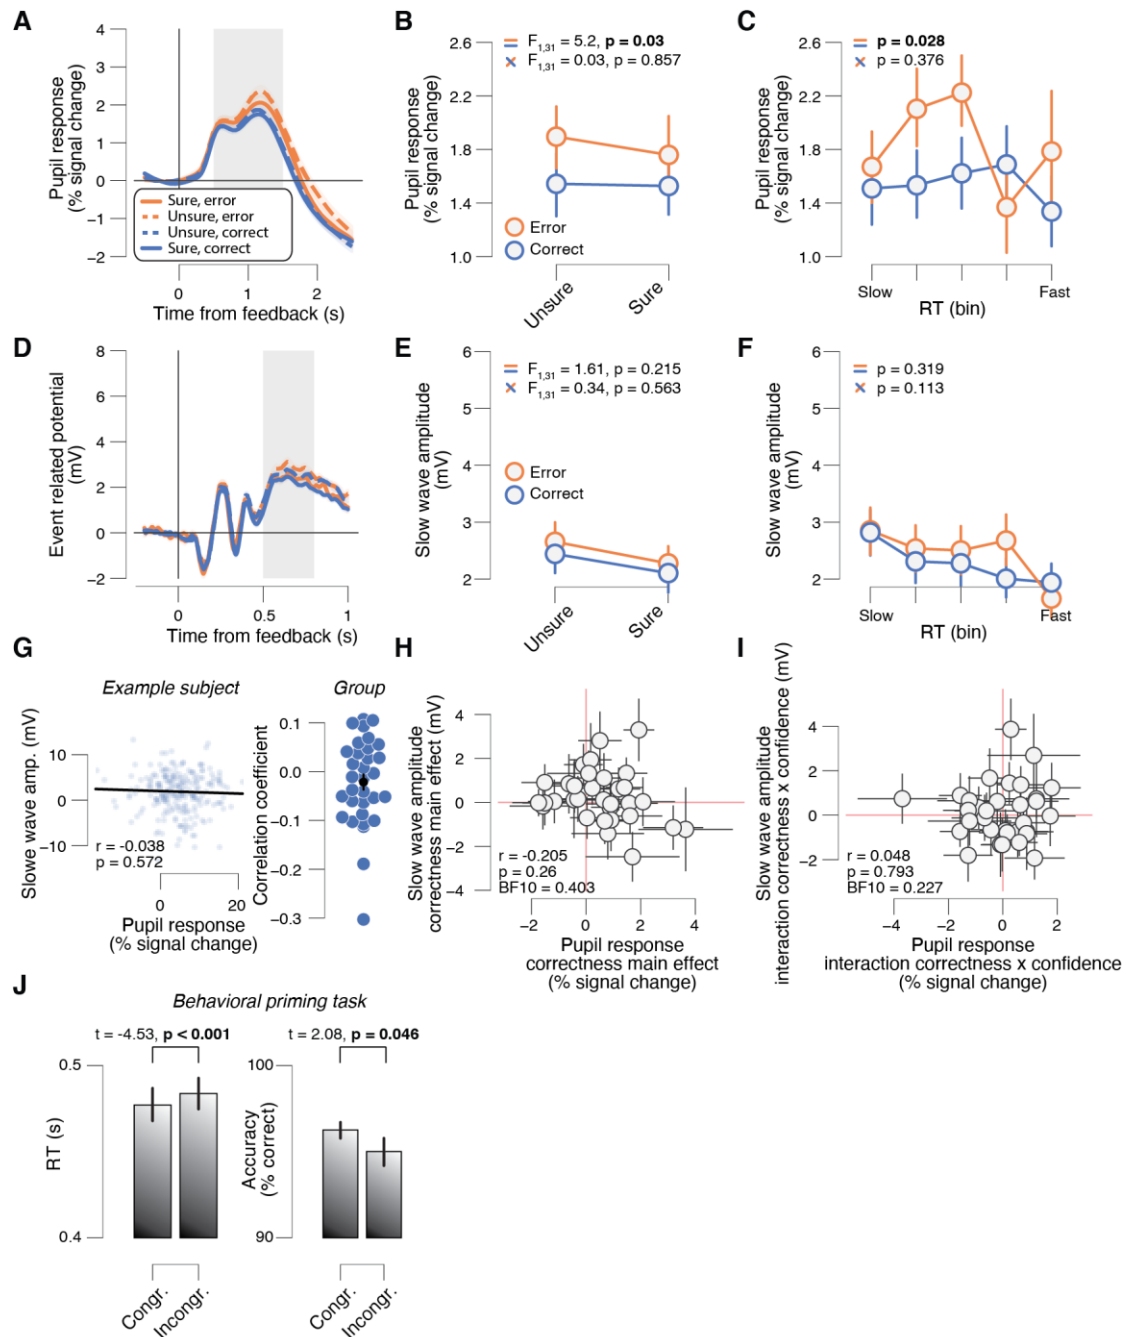 A
Pupil response
(% signal change)
4
3
2
1
0
−1
−2
Sure, error
Unsure, error
Unsure, correct
Sure, correct
0 1 2
Time from feedback (s)
B
Pupil response
(% signal change)
2.6
2.2
1.8
1.4
1.0
F1,31 = 5.2, p = 0.03
F1,31 = 0.03, p = 0.857
Error
Correct
Unsure
Sure
C
Pupil response
(% signal change)
2.6
2.2
1.8
1.4
1.0
p = 0.028
p = 0.376
Slow Fast
RT (bin)
D
Event related potential
(mV)
8
6
4
2
0
−2
0 0.5 1
Time from feedback (s)
E
Slow wave amplitude
(mV)
6
5
4
3
2
F1,31 = 1.61, p = 0.215
F1,31 = 0.34, p = 0.563
Error
Correct
Unsure
Sure
F
Slow wave amplitude
(mV)
6
5
4
3
2
p = 0.319
p = 0.113
Slow Fast
RT (bin)
G
Example subject
Slowe wave amp. (mV)
10
0
−10
r = -0.038
p = 0.572
0 20
Pupil response
(% signal change)
Group
Correlation coefficient
0.1
0.0
−0.1
−0.2
−0.3
H
Slow wave amplitude
correctness main effect (mV)
4
2
0
−2
−4
r = -0.205
p = 0.26
BF10 = 0.403
−2 0 2 4
Pupil response
correctness main effect
(% signal change)
I
Slow wave amplitude
interaction correctness x confidence (mV)
4
2
0
−2
r = 0.048
p = 0.793
BF10 = 0.227
−4 −2 0 2
Pupil response
interaction correctness x confidence
(% signal change)
J
Behavioral priming task
t = -4.53, p < 0.001
RT (s)
0.5
0.4
Congr.
Incongr.
t = 2.08, p = 0.046
Accuracy
(% correct)
100
90
Congr.
Incongr.